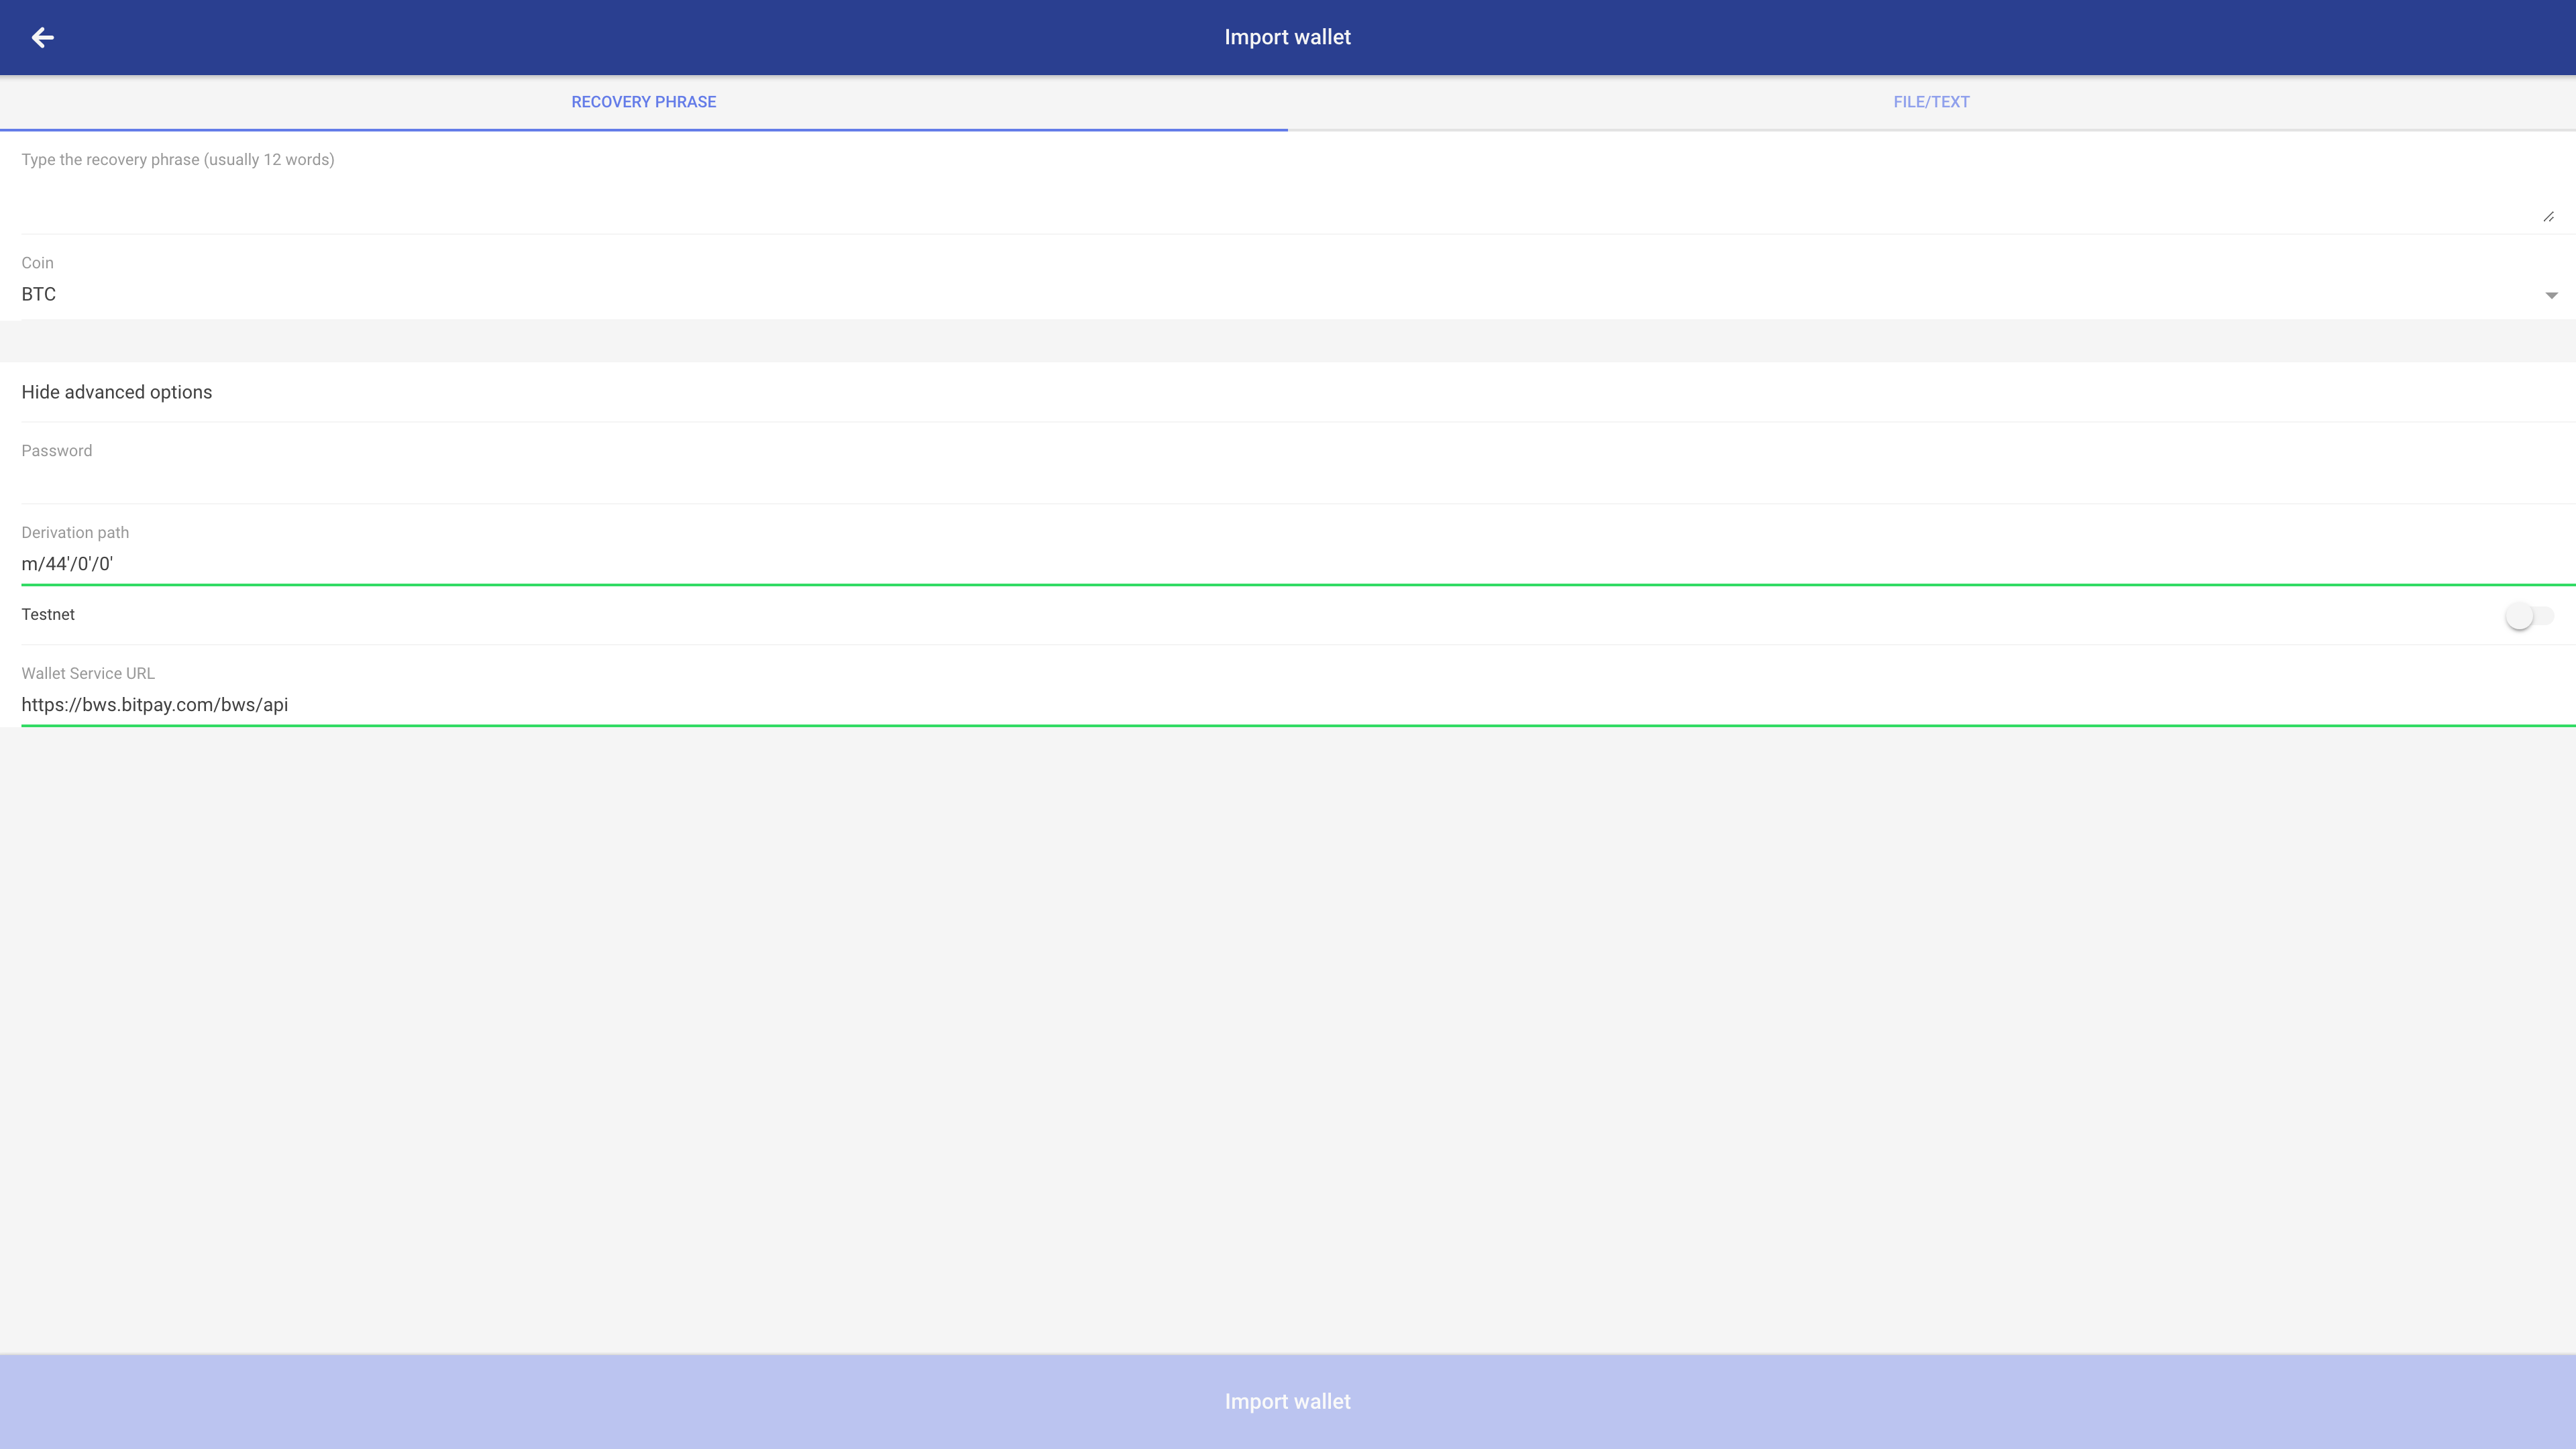 Import wallet
RECOVERY PHRASE
FILE/TEXT
Type the recovery phrase (usually 12 words)
Coin
BTC
Hide advanced options
Password
Derivation path
m/44'/0'/0'
Testnet
Wallet Service URL
https://bws.bitpay.com/bws/api
Import wallet